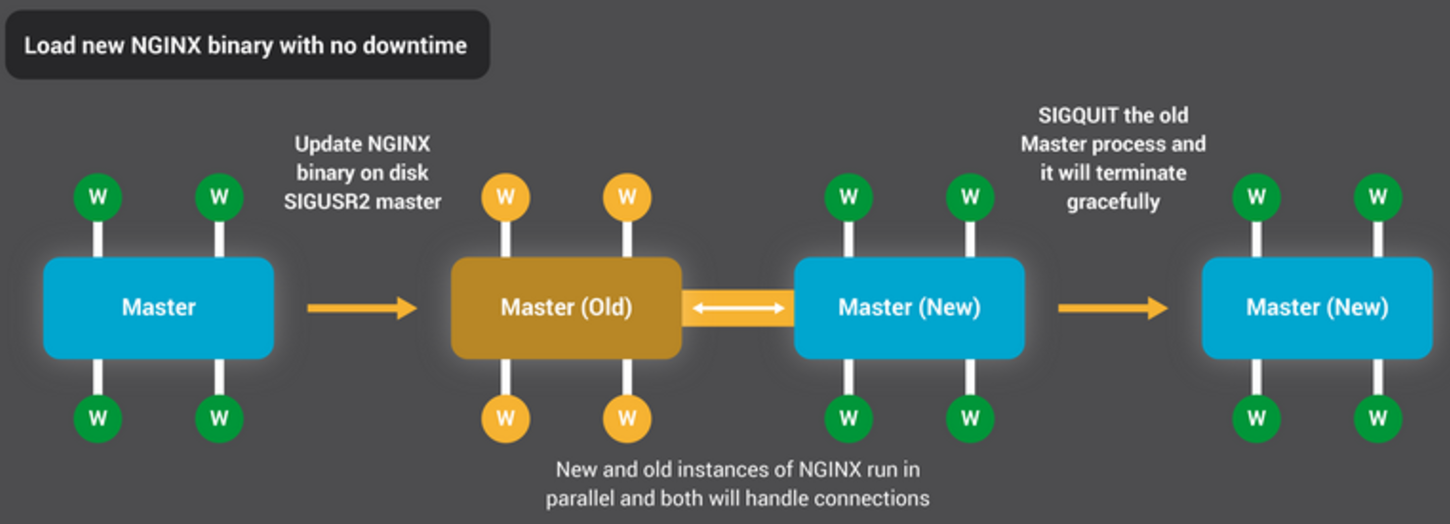 Load new NGINX binary with no downtime
Update NGINX
binary on disk
SIGUSR2 master
SIGQUIT the old
Master process and
it will terminate
gracefully
W W W W W W W W
Master Master (Old) Master (New) Master (New)
W W W W W W W W
New and old instances of NGINX run in
parallel and both will handle connections